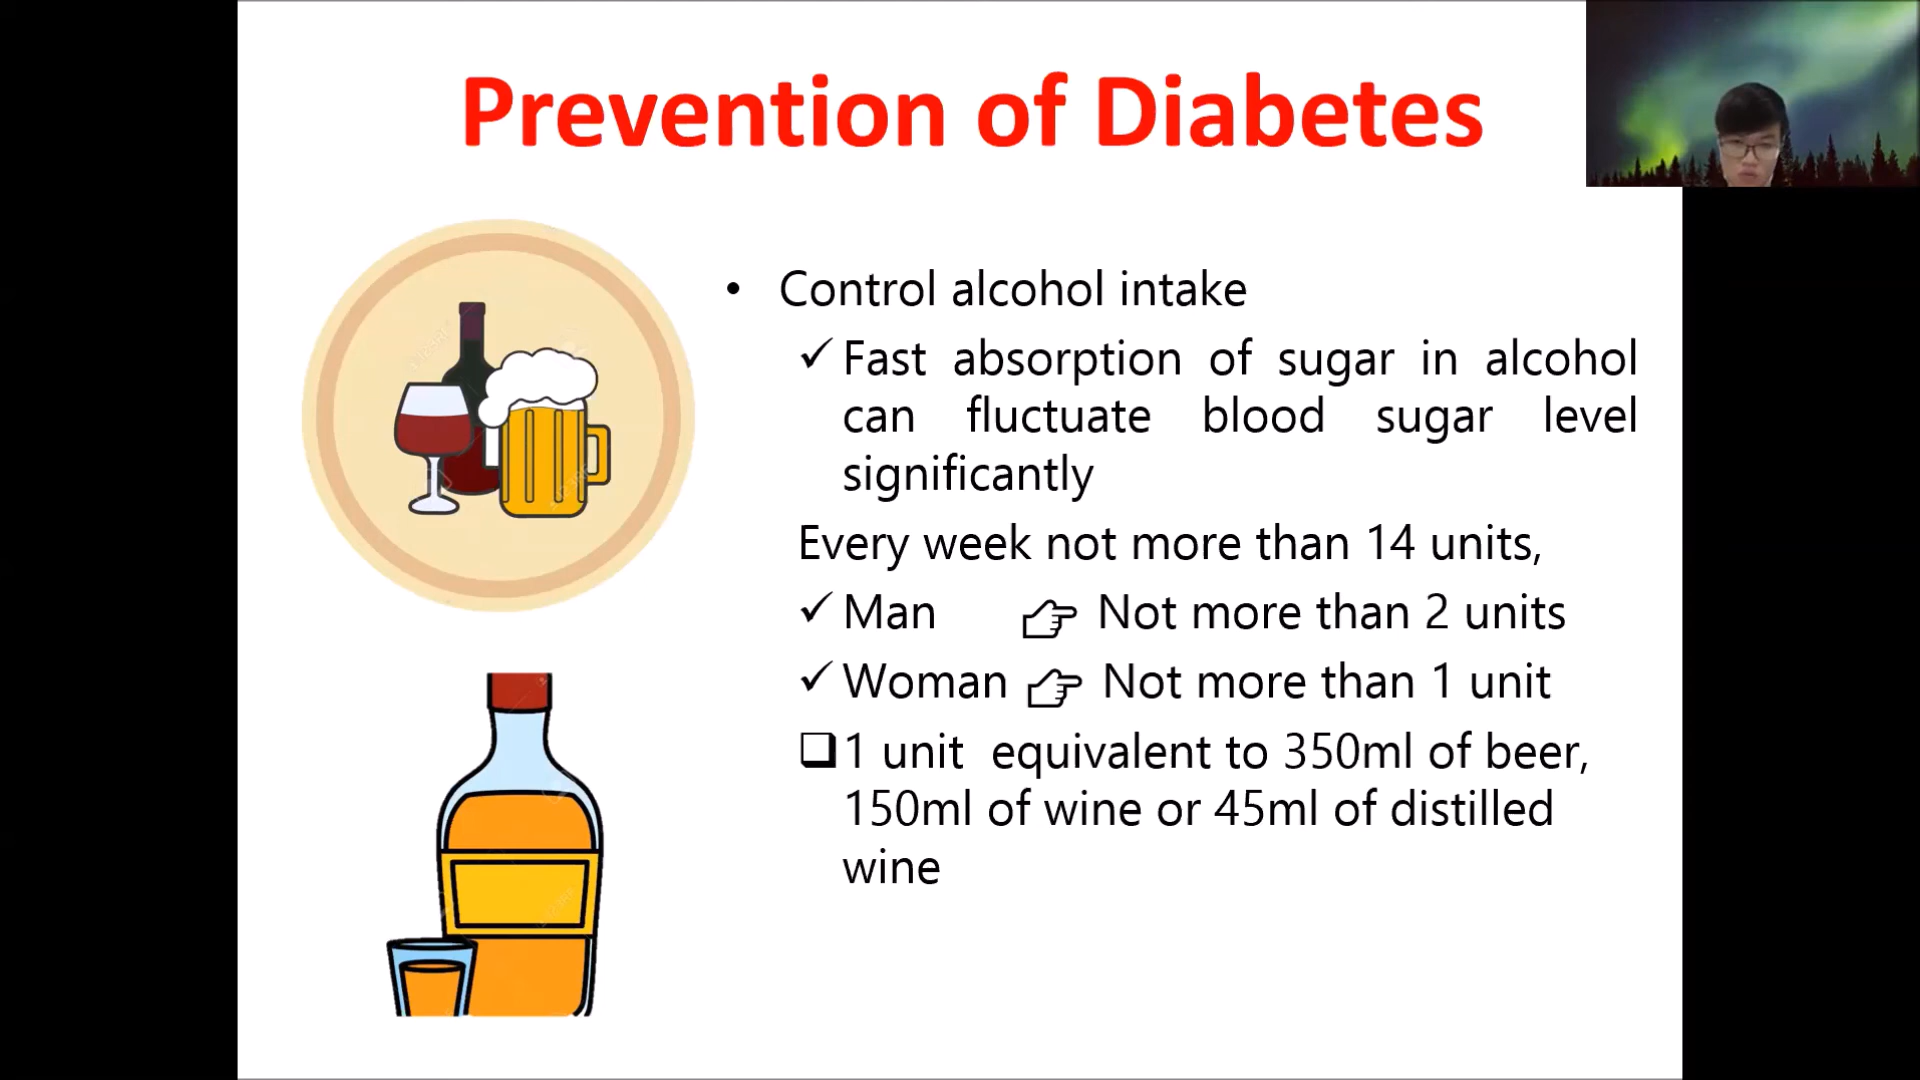 Prevention of Diabetes
• Control alcohol intake
✓ Fast absorption of sugar in alcohol
can fluctuate blood sugar level
significantly
Every week not more than 14 units,
✓ Man 👉 Not more than 2 units
✓ Woman 👉 Not more than 1 unit
❑ 1 unit equivalent to 350ml of beer,
150ml of wine or 45ml of distilled
wine